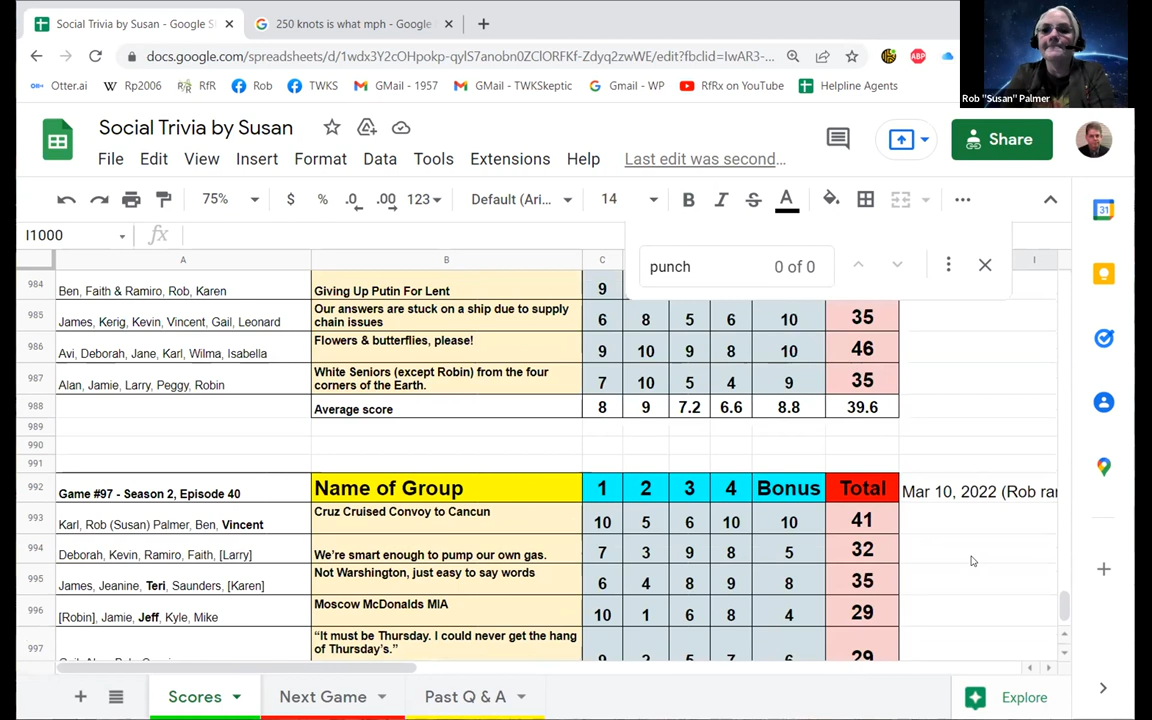 Social Trivia by Susan - Google S
250 knots is what mph - Google
docs.google.com/spreadsheets/d/1wdx3Y2cOHpokp-qylS7anobn0ZClORFKf-Zdyq2zwWE/edit?fbclid=IwAR3-...
ABP
Otter.ai
Rp2006
RfR
Rob
TWKS
GMail - 1957
GMail - TWKSkeptic
Gmail - WP
RfRx on YouTube
Helpline Agents
Rob "Susan" Palmer
Social Trivia by Susan
File Edit View Insert Format Data Tools Extensions Help Last edit was second...
Share
75% $ % .0 .00 123 Default (Ari... 14 B I S A
I1000 fx
punch 0 of 0
31
A B C I
984 Ben, Faith & Ramiro, Rob, Karen Giving Up Putin For Lent 9
985 James, Kerig, Kevin, Vincent, Gail, Leonard Our answers are stuck on a ship due to supply chain issues 6 8 5 6 10 35
986 Avi, Deborah, Jane, Karl, Wilma, Isabella Flowers & butterflies, please! 9 10 9 8 10 46
987 Alan, Jamie, Larry, Peggy, Robin White Seniors (except Robin) from the four corners of the Earth. 7 10 5 4 9 35
988 Average score 8 9 7.2 6.6 8.8 39.6
989
990
991
992 Game #97 - Season 2, Episode 40 Name of Group 1 2 3 4 Bonus Total Mar 10, 2022 (Rob ran
993 Karl, Rob (Susan) Palmer, Ben, Vincent Cruz Cruised Convoy to Cancun 10 5 6 10 10 41
994 Deborah, Kevin, Ramiro, Faith, [Larry] We're smart enough to pump our own gas. 7 3 9 8 5 32
995 James, Jeanine, Teri, Saunders, [Karen] Not Warshington, just easy to say words 6 4 8 9 8 35
996 [Robin], Jamie, Jeff, Kyle, Mike Moscow McDonalds MIA 10 1 6 8 4 29
997 "It must be Thursday. I could never get the hang of Thursday's." 9 2 5 7 6 29
Scores
Next Game
Past Q & A
Explore